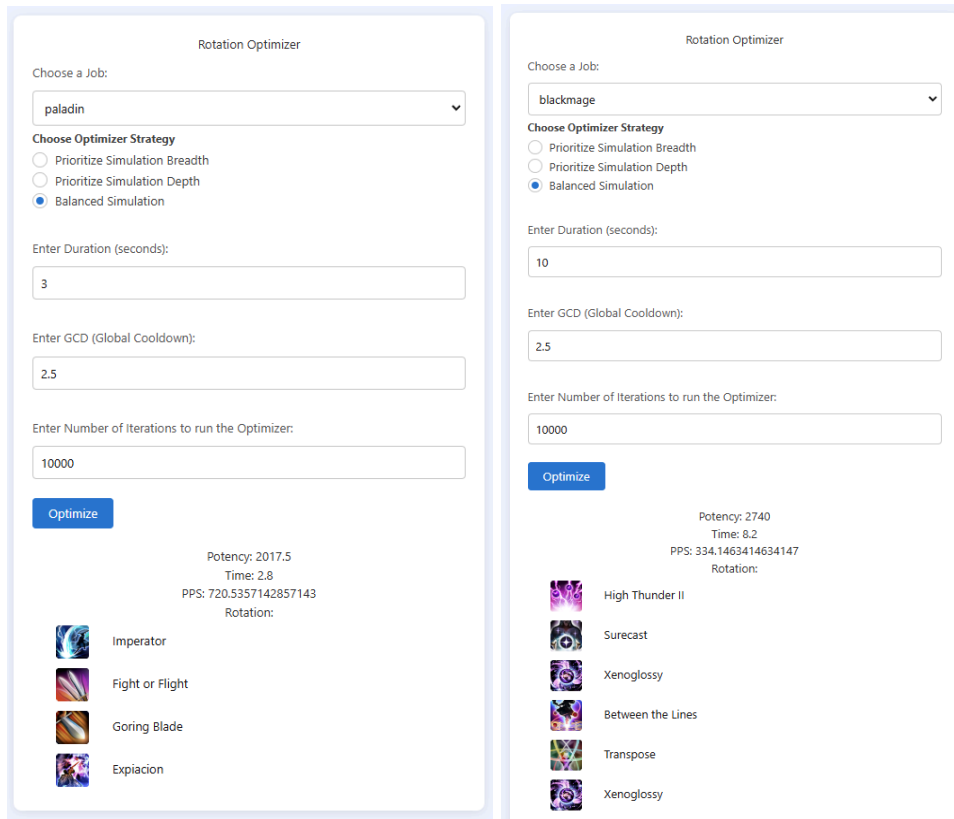 Rotation Optimizer
Choose a Job:
paladin
Choose Optimizer Strategy
Prioritize Simulation Breadth
Prioritize Simulation Depth
Balanced Simulation
Enter Duration (seconds):
3
Enter GCD (Global Cooldown):
2.5
Enter Number of Iterations to run the Optimizer:
10000
Optimize
Potency: 2017.5
Time: 2.8
PPS: 720.5357142857143
Rotation:
Imperator
Fight or Flight
Goring Blade
Expiacion
Rotation Optimizer
Choose a Job:
blackmage
Choose Optimizer Strategy
Prioritize Simulation Breadth
Prioritize Simulation Depth
Balanced Simulation
Enter Duration (seconds):
10
Enter GCD (Global Cooldown):
2.5
Enter Number of Iterations to run the Optimizer:
10000
Optimize
Potency: 2740
Time: 8.2
PPS: 334.1463414634147
Rotation:
High Thunder II
Surecast
Xenoglossy
Between the Lines
Transpose
Xenoglossy